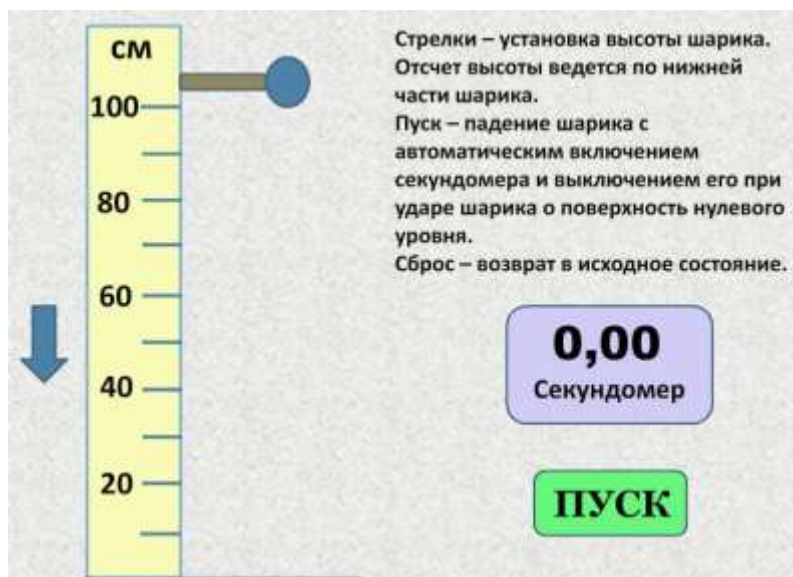 см
100
80
60
40
20
Стрелки – установка высоты шарика.
Отсчет высоты ведется по нижней
части шарика.
Пуск – падение шарика с
автоматическим включением
секундомера и выключением его при
ударе шарика о поверхность нулевого
уровня.
Сброс – возврат в исходное состояние.
0,00
Секундомер
ПУСК